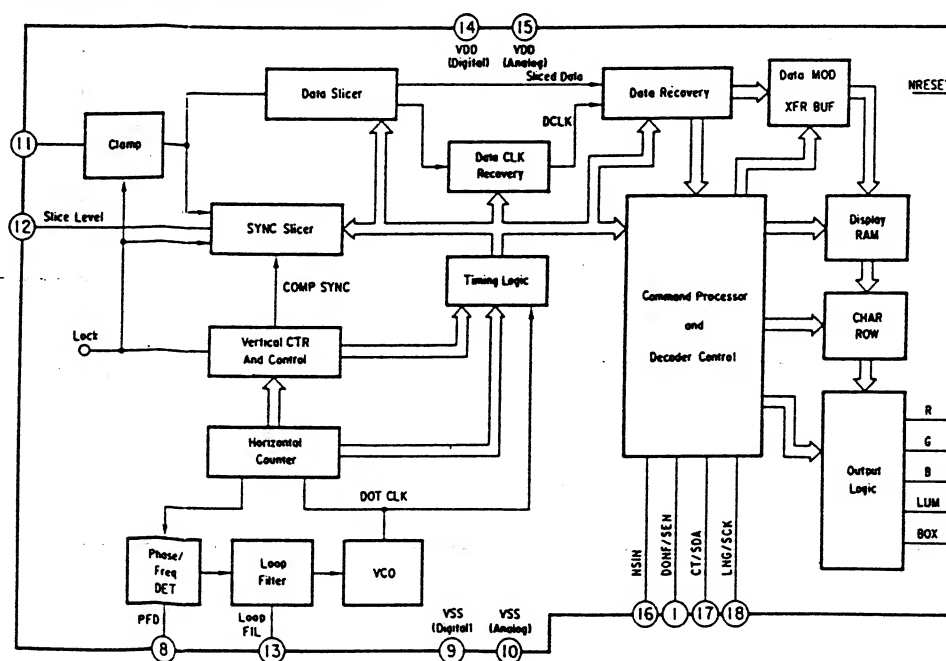 14
15
VDD
(Digital)
VDD
(Analog)
Sliced Data
Data Slicer
Data Recovery
Data MOD
XFR BUF
NRESET
DCLK
11
Clamp
Data CLK
Recovery
12
Slice Level
SYNC Slicer
Display
RAM
COMP SYNC
Timing Logic
Command Processor
and
Decoder Control
CHAR
ROW
Lock
Vertical CTR
And Control
Horizontal
Counter
DOT CLK
Output
Logic
R
G
B
LUM
BOX
Phase/
Freq
DET
Loop
Filter
VCO
NSIN
DONF/SEN
CT/SDA
LNG/SCK
PFD
Loop
FIL
VSS
(Digital)
VSS
(Analog)
8
13
9
10
16
1
17
18